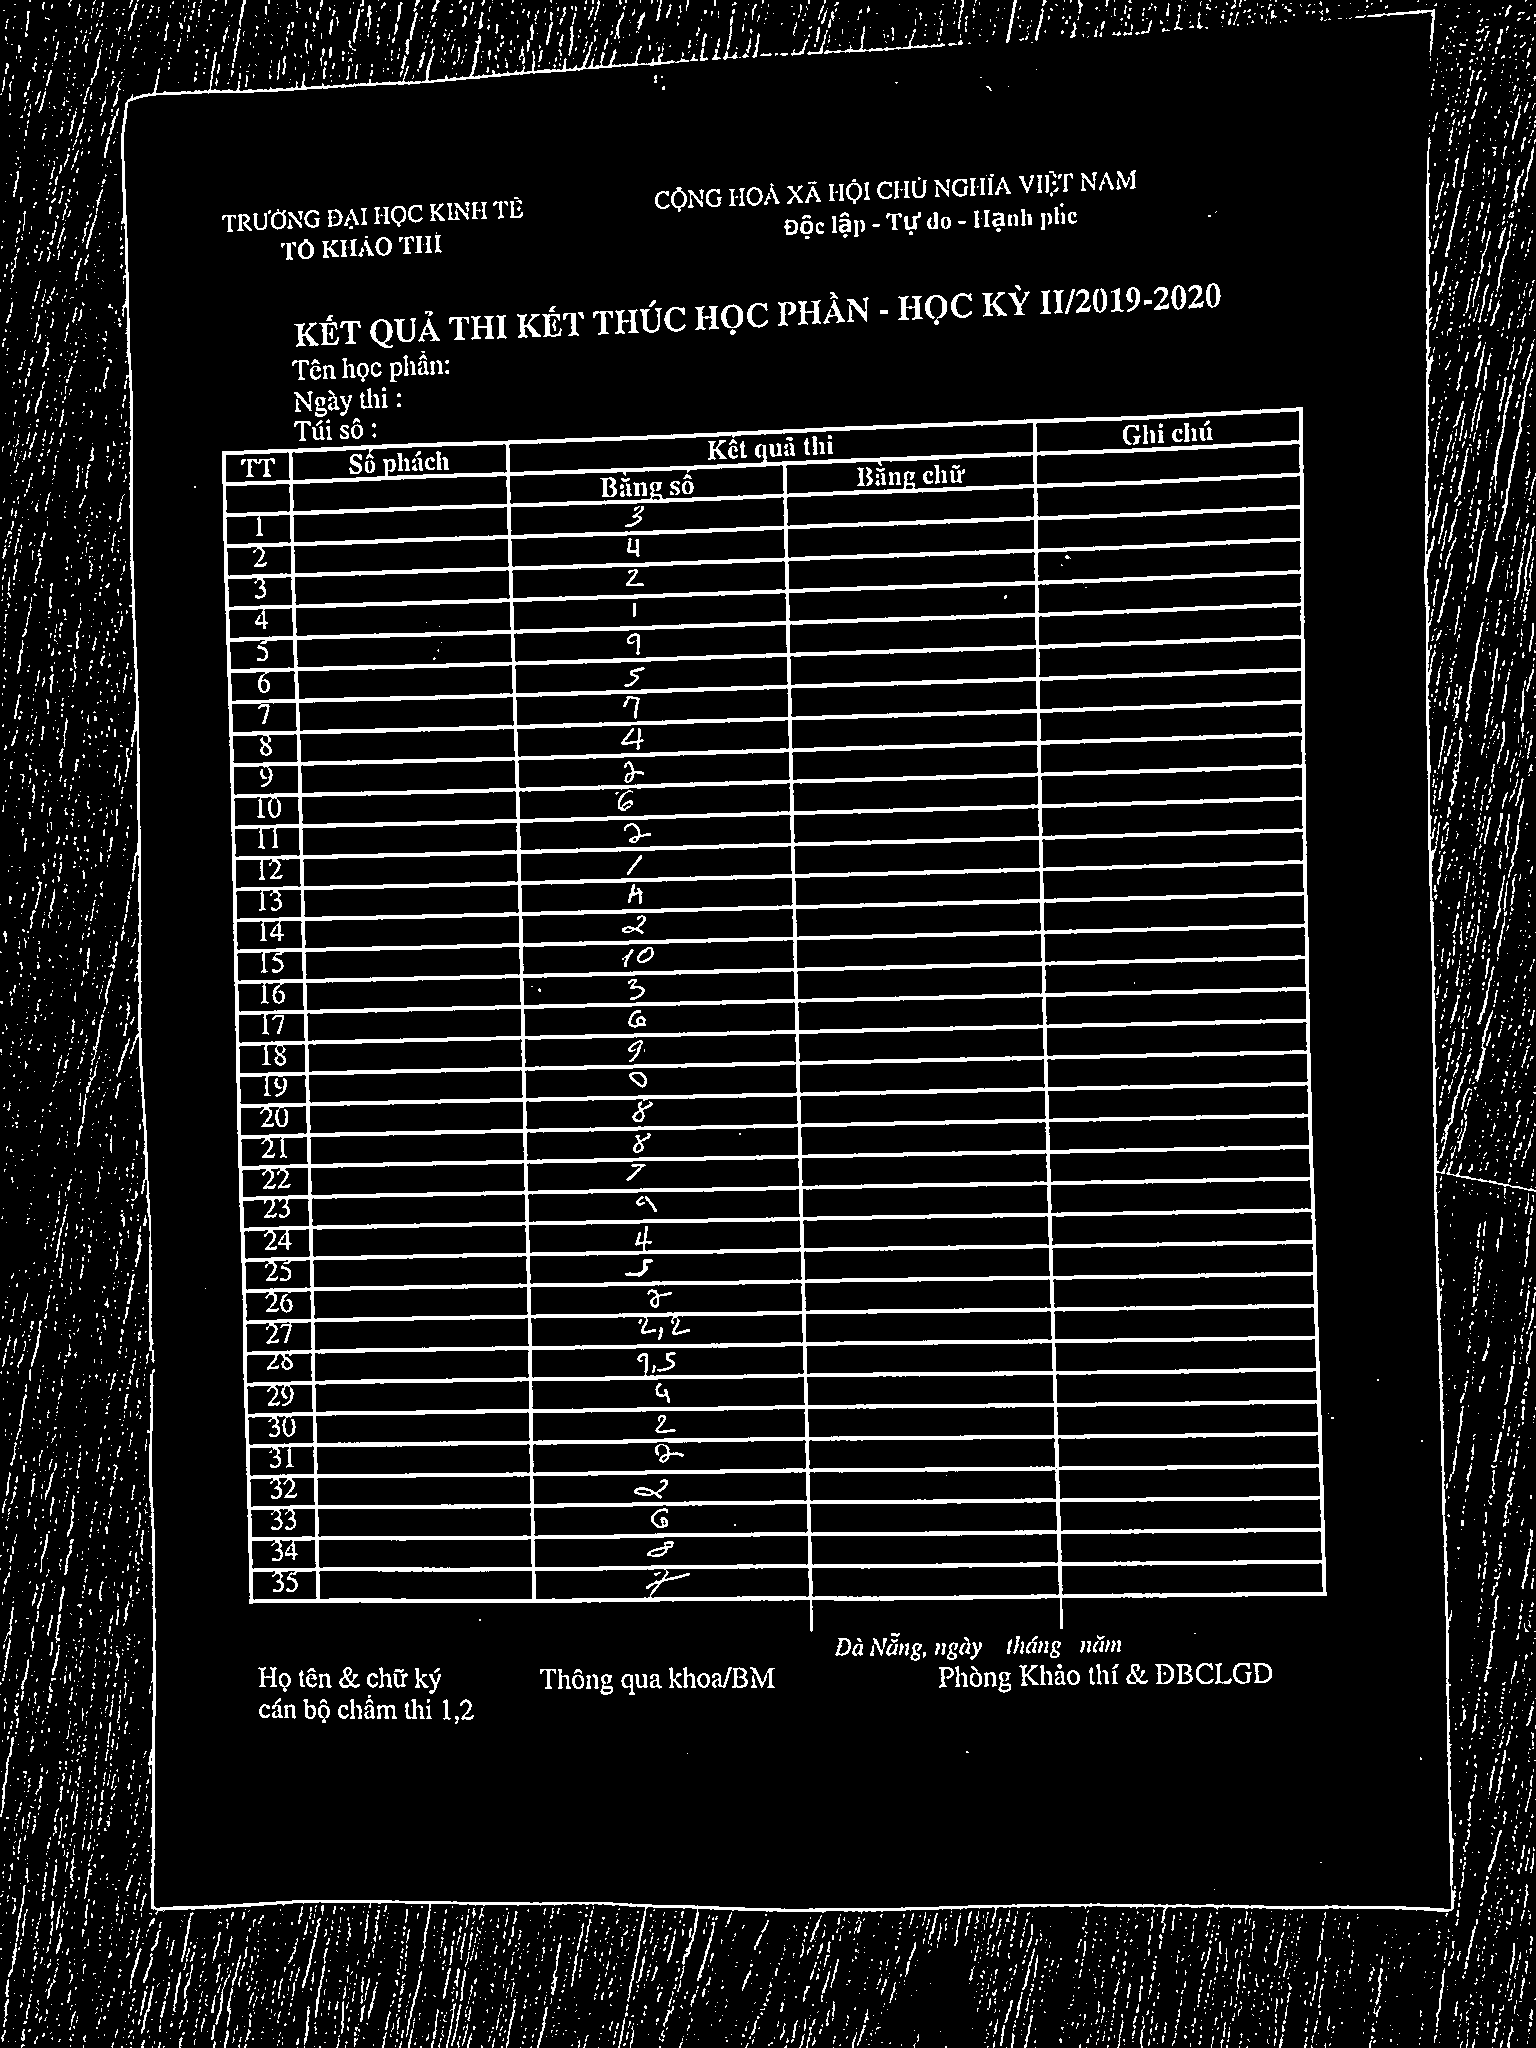 TRƯỜNG ĐẠI HỌC KINH TẾ
TỔ KHẢO THÍ
CỘNG HOÀ XÃ HỘI CHỦ NGHĨA VIỆT NAM
Độc lập - Tự do - Hạnh phc
KẾT QUẢ THI KẾT THÚC HỌC PHẦN - HỌC KỲ II/2019-2020
Tên học phần:
Ngày thi :
Túi số :
TT Số phách Kết quả thi Ghi chú
Bằng số Bằng chữ
1 3
2 4
3 2
4 1
5 9
6 5
7 7
8 4
9 2
10 6
11 2
12 1
13 4
14 2
15 10
16 3
17 6
18 9
19 0
20 8
21 8
22 7
23 9
24 4
25 5
26 2
27 2,2
28 9,5
29
30 2
31 2
32 2
33 6
34 8
35 7
Đà Nẵng, ngày tháng năm
Họ tên & chữ ký Thông qua khoa/BM Phòng Khảo thí & ĐBCLGD
cán bộ chấm thi 1,2